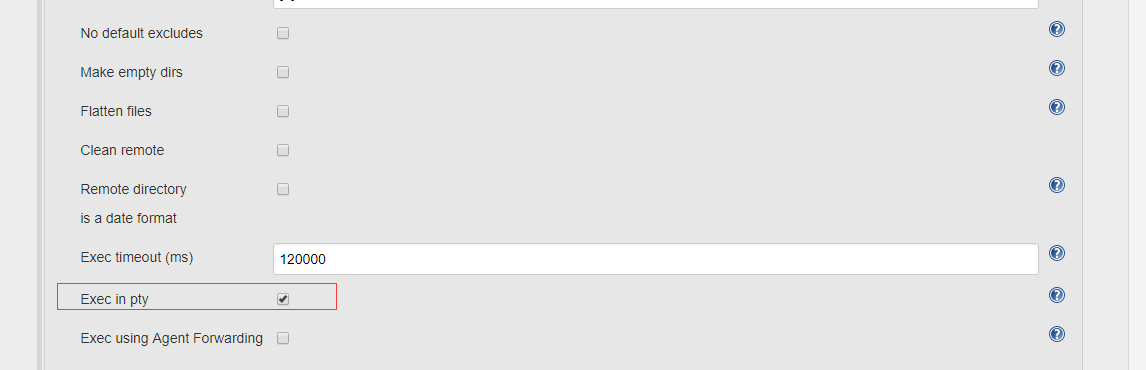 No default excludes
Make empty dirs
Flatten files
Clean remote
Remote directory
is a date format
Exec timeout (ms)
120000
Exec in pty
Exec using Agent Forwarding